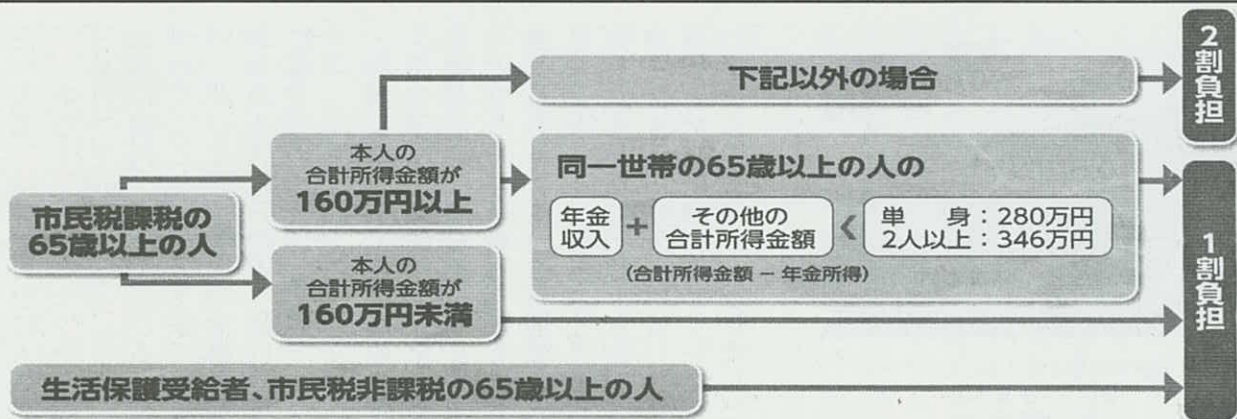 下記以外の場合
2割負担
市民税課税の
65歳以上の人
本人の
合計所得金額が
160万円以上
同一世帯の65歳以上の人の
年金
収入
+
その他の
合計所得金額
<
単　身：280万円
2人以上：346万円
(合計所得金額－年金所得)
本人の
合計所得金額が
160万円未満
1割負担
生活保護受給者、市民税非課税の65歳以上の人